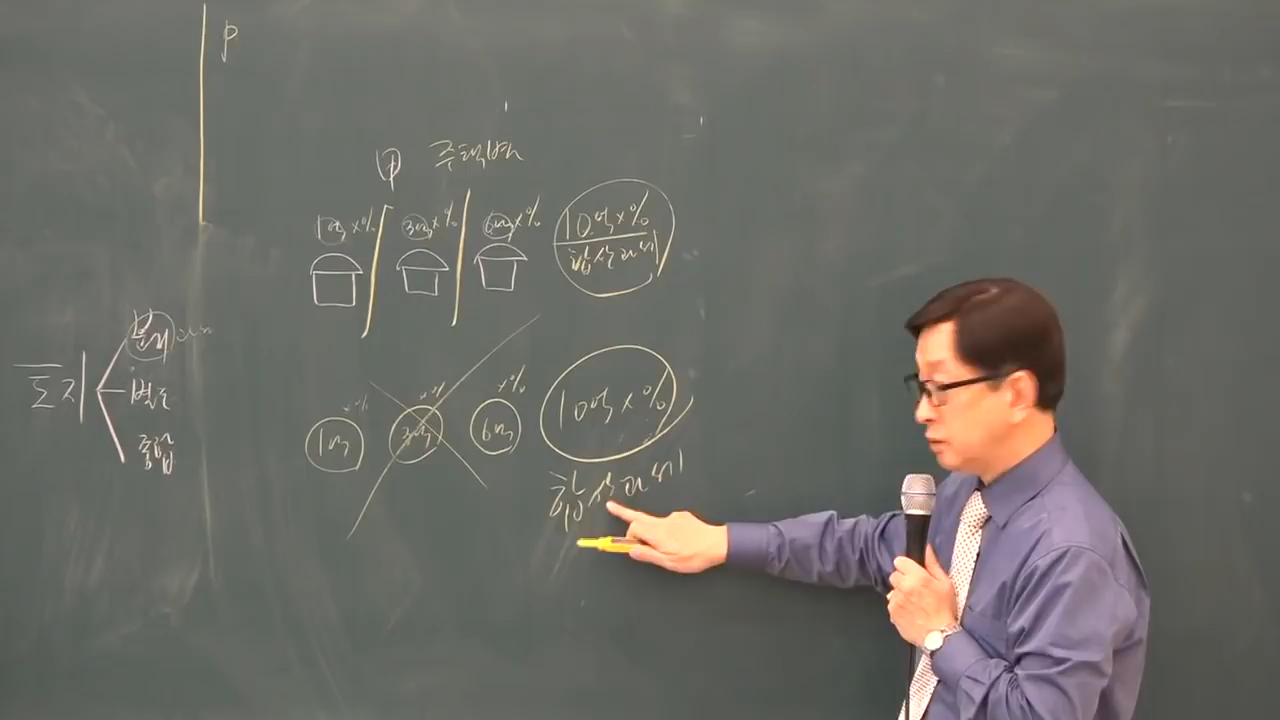 P
甲 주택별
1억×% 3억×% 6억×% 10억×%
합산과세
토지
분리
별도
종합
×% ×% ×%
1억 3억 6억 10억×%
합산과세